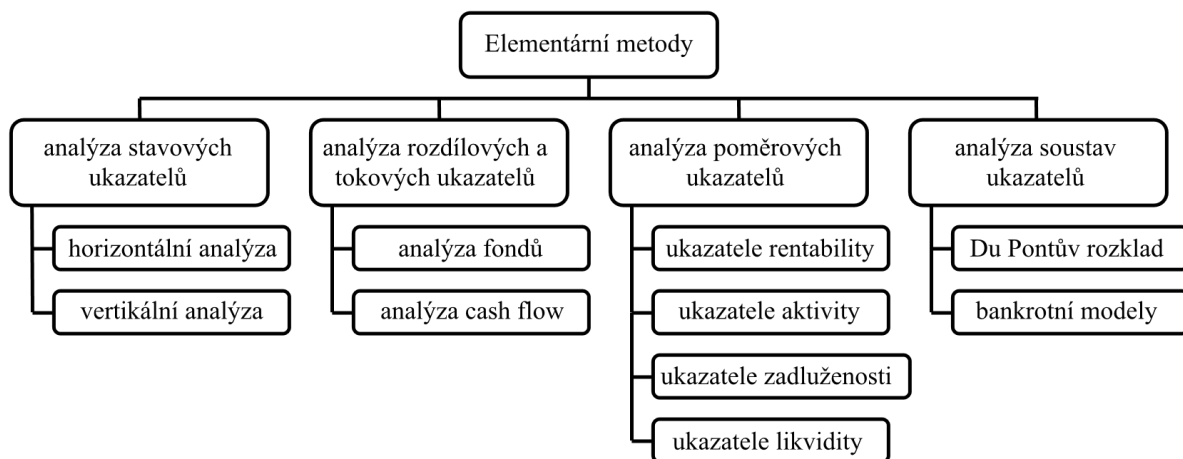 Elementární metody
analýza stavových
ukazatelů
horizontální analýza
vertikální analýza
analýza rozdílových a
tokových ukazatelů
analýza fondů
analýza cash flow
analýza poměrových
ukazatelů
ukazatele rentability
ukazatele aktivity
ukazatele zadluženosti
ukazatele likvidity
analýza soustav
ukazatelů
Du Pontův rozklad
bankrotní modely